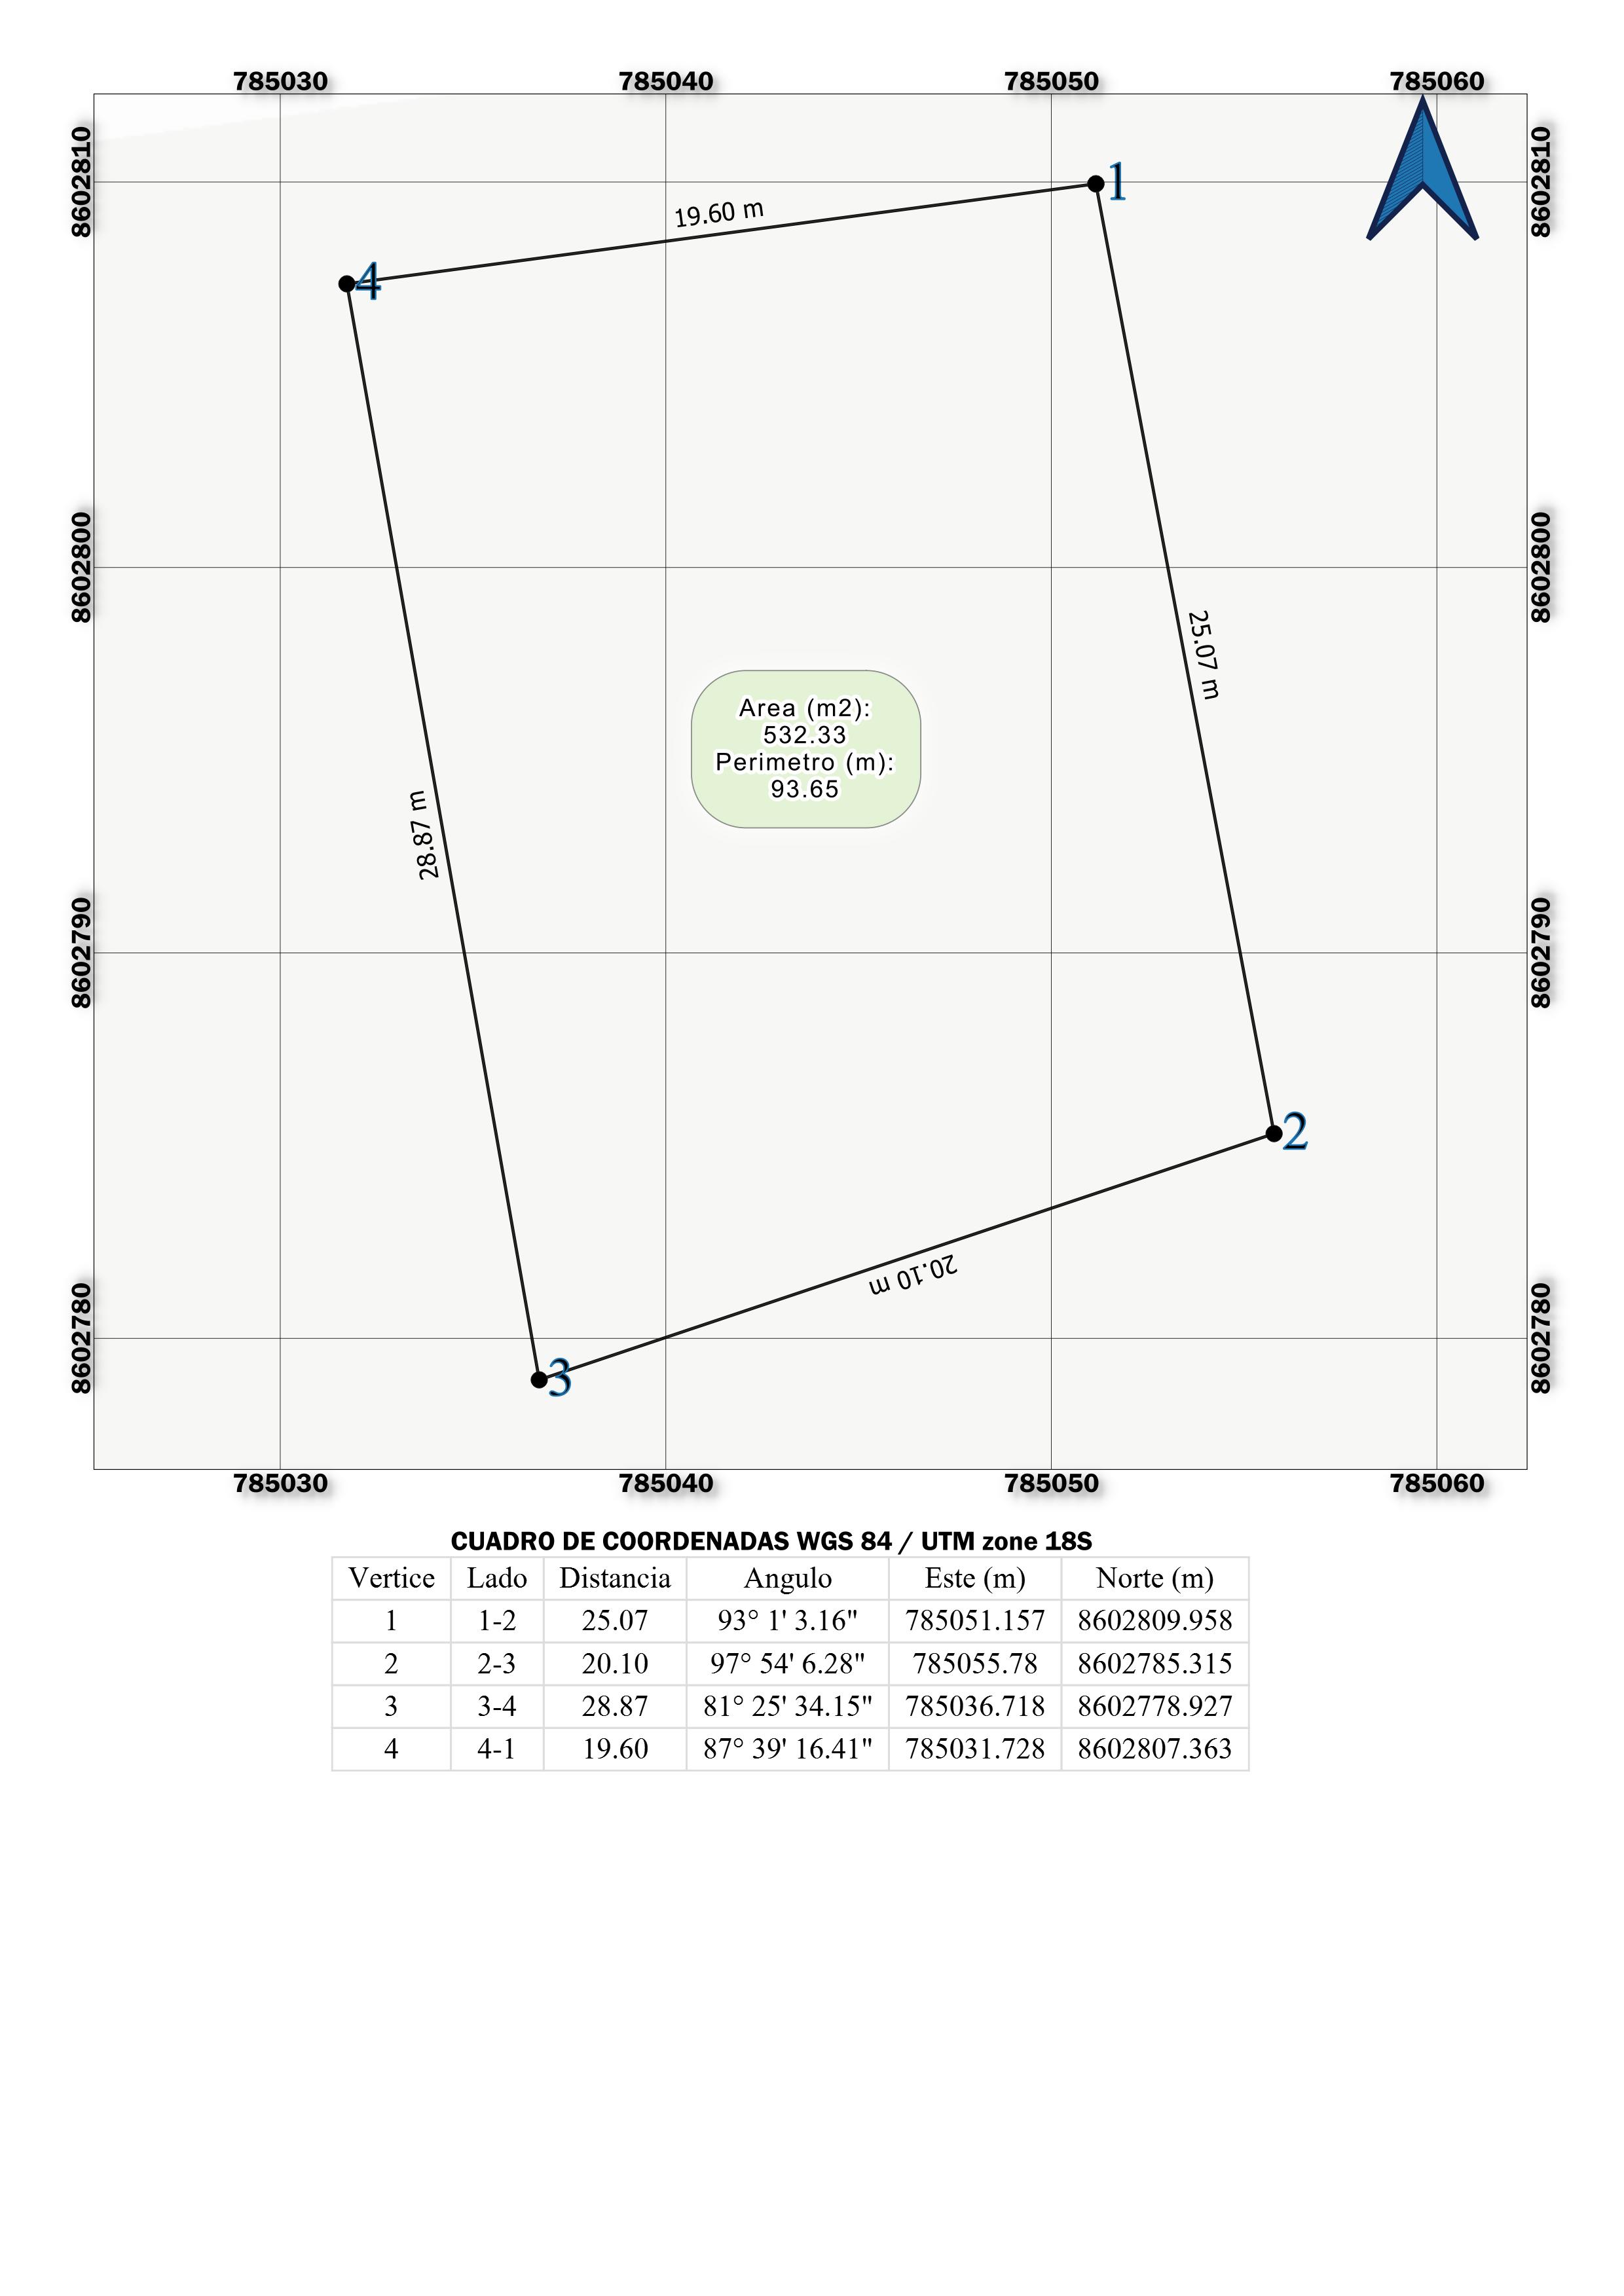 785030 785040 785050 785060
8602810 8602810
1
19.60 m
4
8602800 8602800
25.07 m
Area (m2):
532.33
Perimetro (m):
93.65
28.87 m
8602790 8602790
2
20.10 m
8602780 8602780
3
785030 785040 785050 785060
CUADRO DE COORDENADAS WGS 84 / UTM zone 18S
Vertice Lado Distancia Angulo Este (m) Norte (m)
1 1-2 25.07 93° 1' 3.16" 785051.157 8602809.958
2 2-3 20.10 97° 54' 6.28" 785055.78 8602785.315
3 3-4 28.87 81° 25' 34.15" 785036.718 8602778.927
4 4-1 19.60 87° 39' 16.41" 785031.728 8602807.363